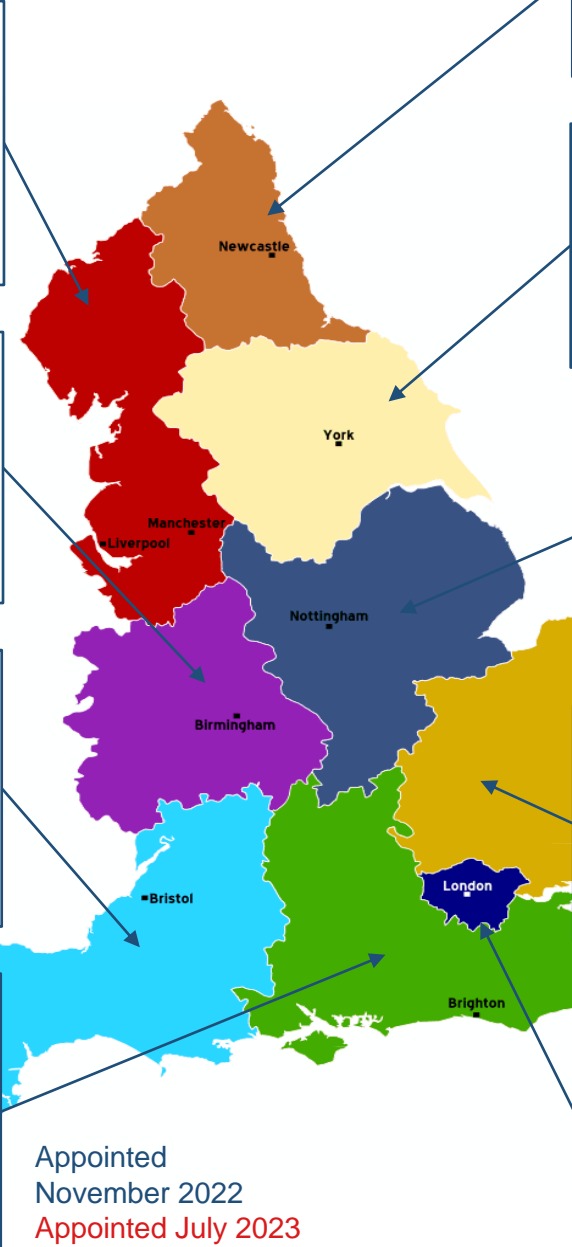 Newcastle
York
Manchester
Liverpool
Nottingham
Birmingham
London
Bristol
Brighton
Appointed
November 2022
Appointed July 2023